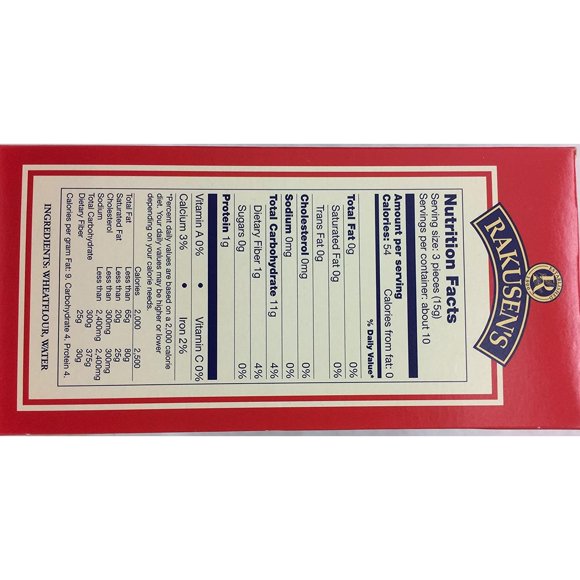 RAKUSEN'S
Nutrition Facts
Serving size: 3 pieces (15g)
Servings per container: about 10
Amount per serving
Calories: 54 Calories from fat: 0
% Daily Value*
Total Fat 0g 0%
Saturated Fat 0g 0%
Trans Fat 0g
Cholesterol 0mg 0%
Sodium 0mg 0%
Total Carbohydrate 11g 4%
Dietary Fiber 1g 4%
Sugars 0g 0%
Protein 1g
Vitamin A 0% • Vitamin C 0%
Calcium 3% • Iron 2%
*Percent daily values are based on a 2,000 calorie
diet. Your daily values may be higher or lower
depending on your calorie needs.
Calories 2,000 2,500
Total Fat Less than 65g 80g
Saturated Fat Less than 20g 25g
Cholesterol Less than 300mg 300mg
Sodium Less than 2,400mg 2,400mg
Total Carbohydrate 300g 375g
Dietary Fiber 25g 30g
Calories per gram Fat: 9. Carbohydrate 4. Protein 4.
INGREDIENTS: WHEATFLOUR, WATER